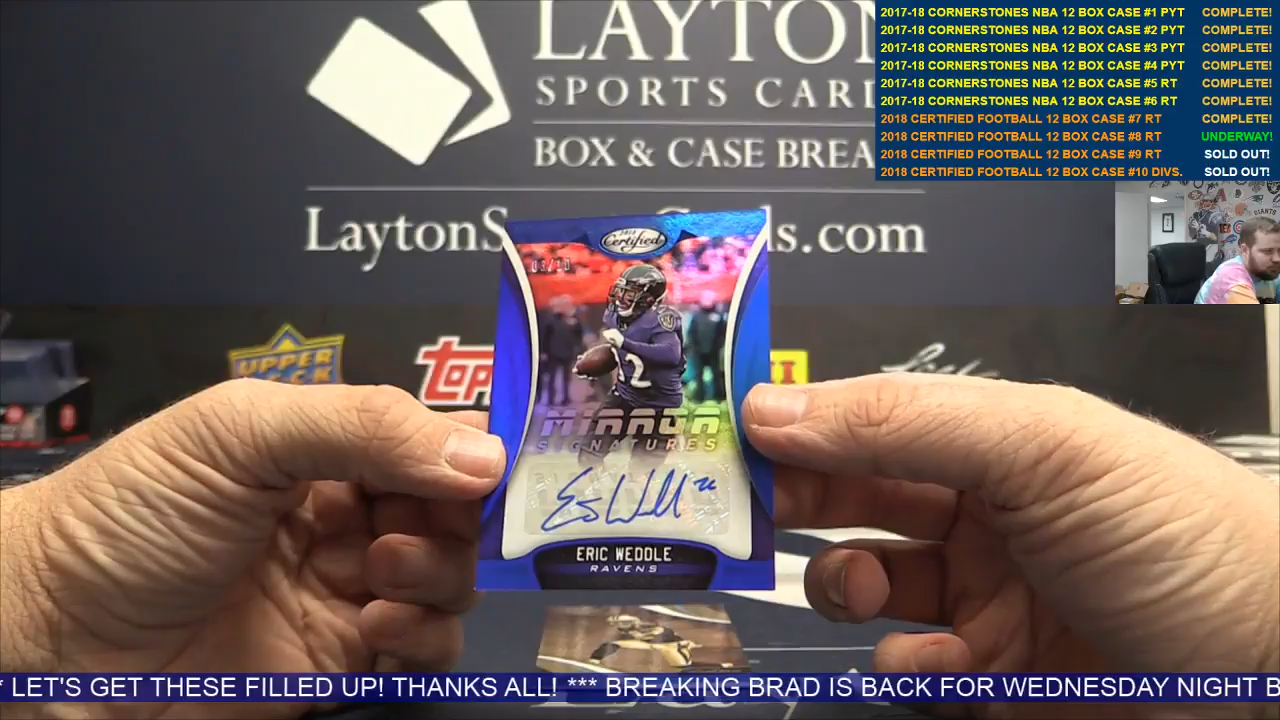 LAYTON
SPORTS CARD
BOX & CASE BREA
LaytonS ds.com
2017-18 CORNERSTONES NBA 12 BOX CASE #1 PYT COMPLETE!
2017-18 CORNERSTONES NBA 12 BOX CASE #2 PYT COMPLETE!
2017-18 CORNERSTONES NBA 12 BOX CASE #3 PYT COMPLETE!
2017-18 CORNERSTONES NBA 12 BOX CASE #4 PYT COMPLETE!
2017-18 CORNERSTONES NBA 12 BOX CASE #5 RT COMPLETE!
2017-18 CORNERSTONES NBA 12 BOX CASE #6 RT COMPLETE!
2018 CERTIFIED FOOTBALL 12 BOX CASE #7 RT COMPLETE!
2018 CERTIFIED FOOTBALL 12 BOX CASE #8 RT UNDERWAY!
2018 CERTIFIED FOOTBALL 12 BOX CASE #9 RT SOLD OUT!
2018 CERTIFIED FOOTBALL 12 BOX CASE #10 DIVS. SOLD OUT!
GIANTS
UPPER
DECK
TOP
2018
Certified
MIRROR
SIGNATURES
ERIC WEDDLE
RAVENS
* LET'S GET THESE FILLED UP! THANKS ALL! *** BREAKING BRAD IS BACK FOR WEDNESDAY NIGHT B